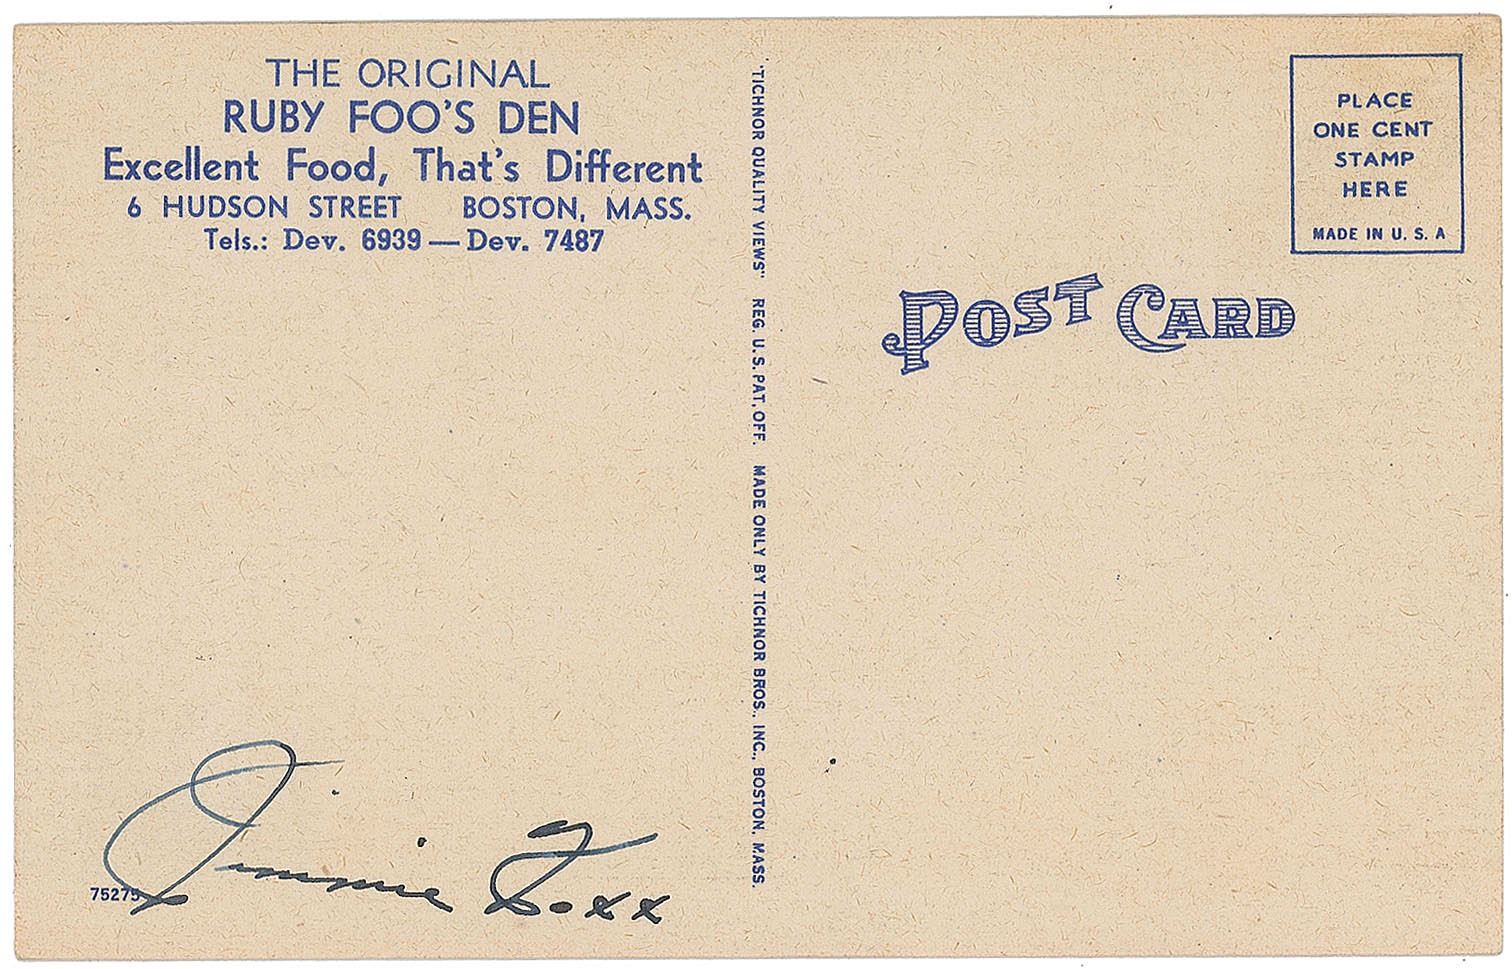 THE ORIGINAL
RUBY FOO'S DEN
Excellent Food, That's Different
6 HUDSON STREET BOSTON, MASS.
Tels.: Dev. 6939 — Dev. 7487
"TICHNOR QUALITY VIEWS" REG. U. S. PAT. OFF. MADE ONLY BY TICHNOR BROS., INC., BOSTON, MASS.
PLACE
ONE CENT
STAMP
HERE
MADE IN U. S. A
POST CARD
Jimmie Foxx
75275